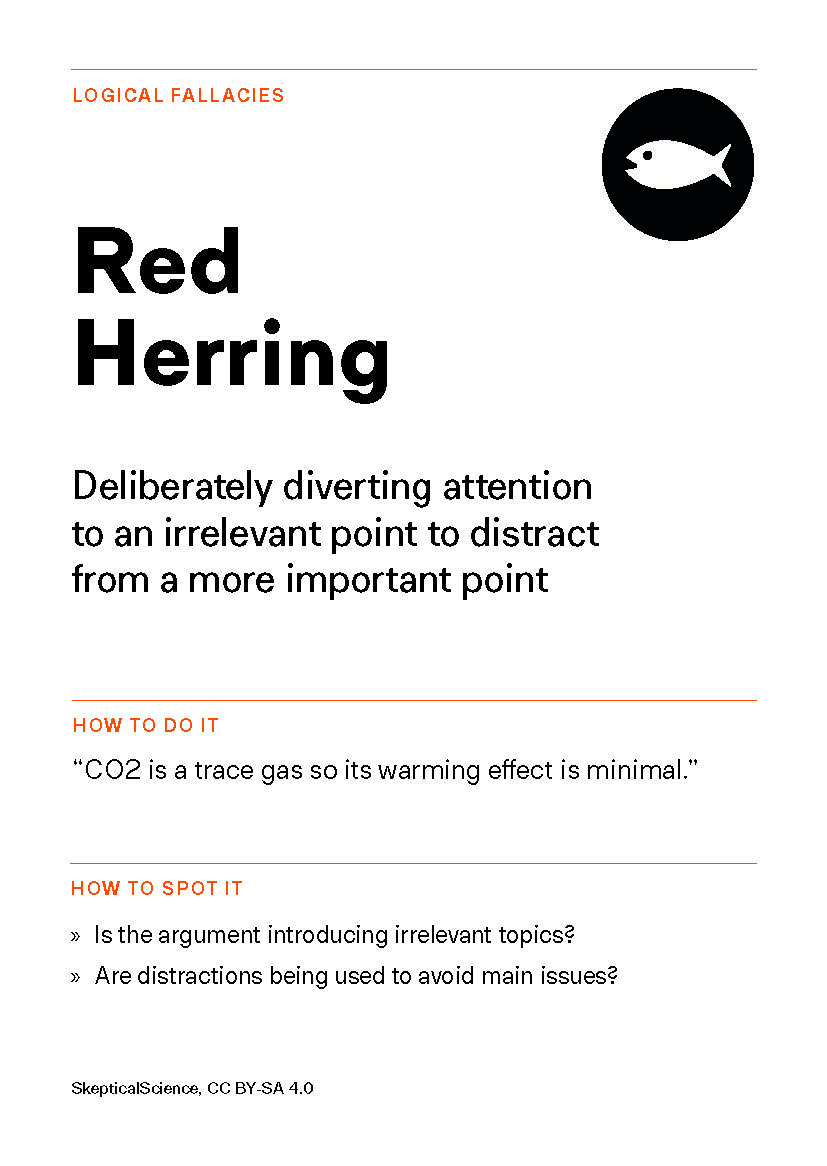 LOGICAL FALLACIES
Red
Herring
Deliberately diverting attention
to an irrelevant point to distract
from a more important point
HOW TO DO IT
“CO2 is a trace gas so its warming effect is minimal.”
HOW TO SPOT IT
» Is the argument introducing irrelevant topics?
» Are distractions being used to avoid main issues?
SkepticalScience, CC BY-SA 4.0